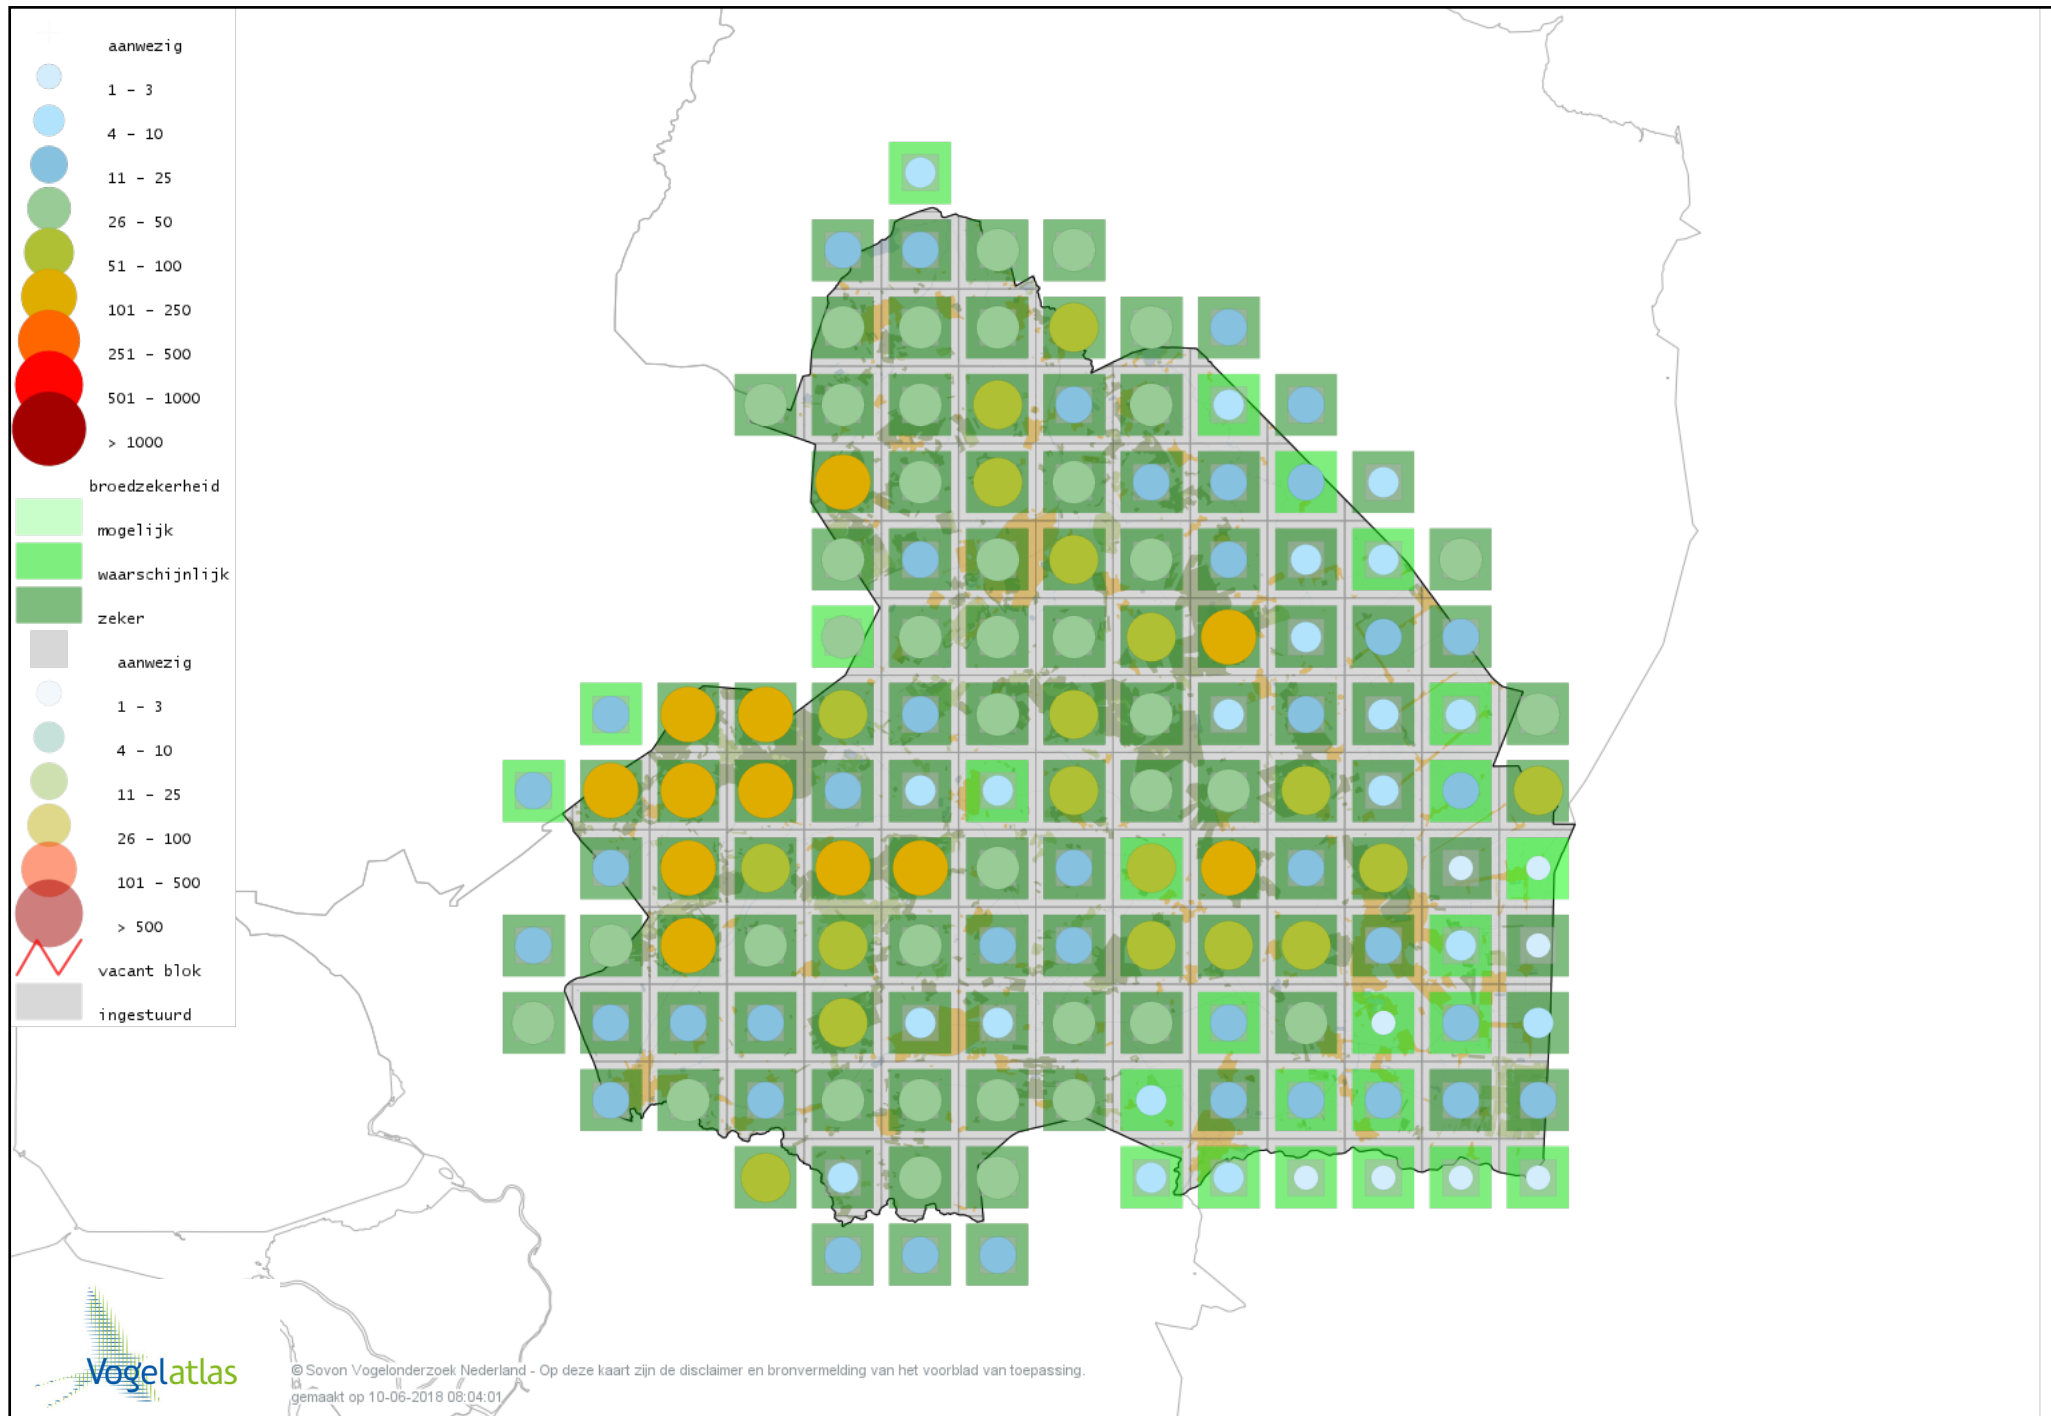 aanwezig
1 - 3
4 - 10
11 - 25
26 - 50
51 - 100
101 - 250
251 - 500
501 - 1000
> 1000
broedzekerheid
mogelijk
waarschijnlijk
zeker
aanwezig
1 - 3
4 - 10
11 - 25
26 - 100
101 - 500
> 500
vacant blok
ingestuurd
Vogelatlas
© Sovon Vogelonderzoek Nederland - Op deze kaart zijn de disclaimer en bronvermelding van het voorblad van toepassing.
gemaakt op 10-06-2018 08:04:01